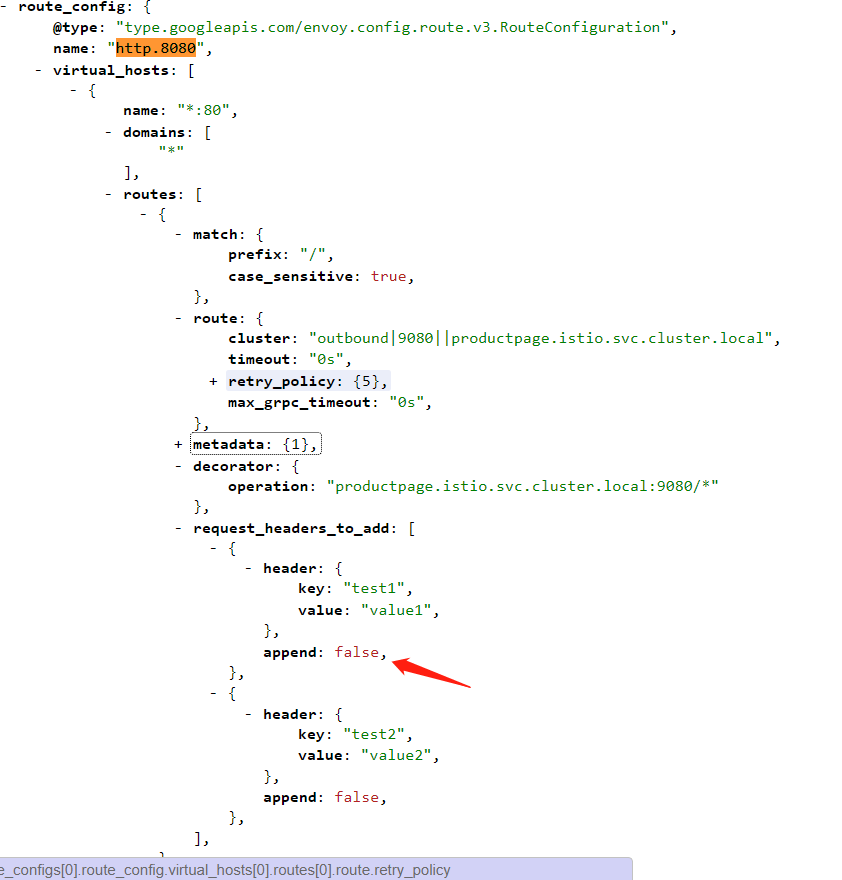 - route_config: {
@type: "type.googleapis.com/envoy.config.route.v3.RouteConfiguration",
name: "http.8080",
- virtual_hosts: [
- {
name: "*:80",
- domains: [
"*"
],
- routes: [
- {
- match: {
prefix: "/",
case_sensitive: true,
},
- route: {
cluster: "outbound|9080||productpage.istio.svc.cluster.local",
timeout: "0s",
+ retry_policy: {5},
max_grpc_timeout: "0s",
},
+ metadata: {1},
- decorator: {
operation: "productpage.istio.svc.cluster.local:9080/*"
},
- request_headers_to_add: [
- {
- header: {
key: "test1",
value: "value1",
},
append: false,
},
- {
- header: {
key: "test2",
value: "value2",
},
append: false,
},
],
e_configs[0].route_config.virtual_hosts[0].routes[0].route.retry_policy